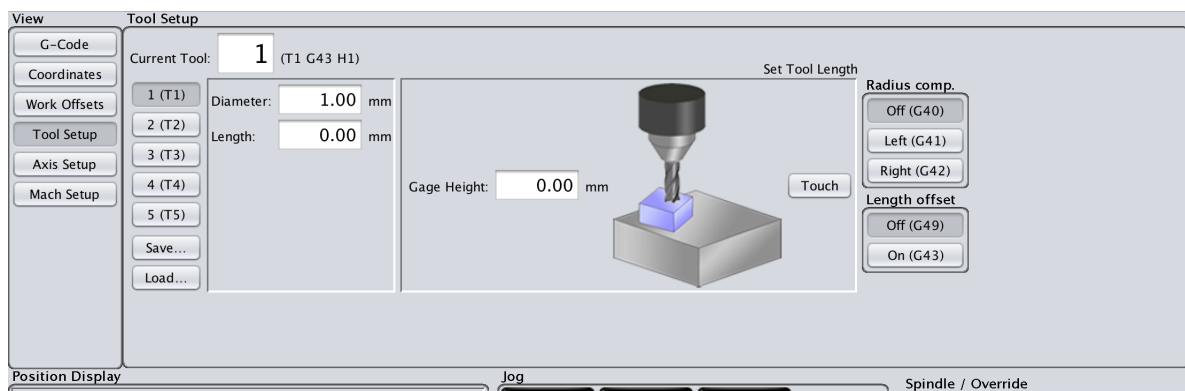 View
G-Code
Coordinates
Work Offsets
Tool Setup
Axis Setup
Mach Setup
Tool Setup
Current Tool: 1 (T1 G43 H1)
1 (T1)
2 (T2)
3 (T3)
4 (T4)
5 (T5)
Save...
Load...
Diameter: 1.00 mm
Length: 0.00 mm
Set Tool Length
Gage Height: 0.00 mm
Touch
Radius comp.
Off (G40)
Left (G41)
Right (G42)
Length offset
Off (G49)
On (G43)
Position Display
Jog
Spindle / Override